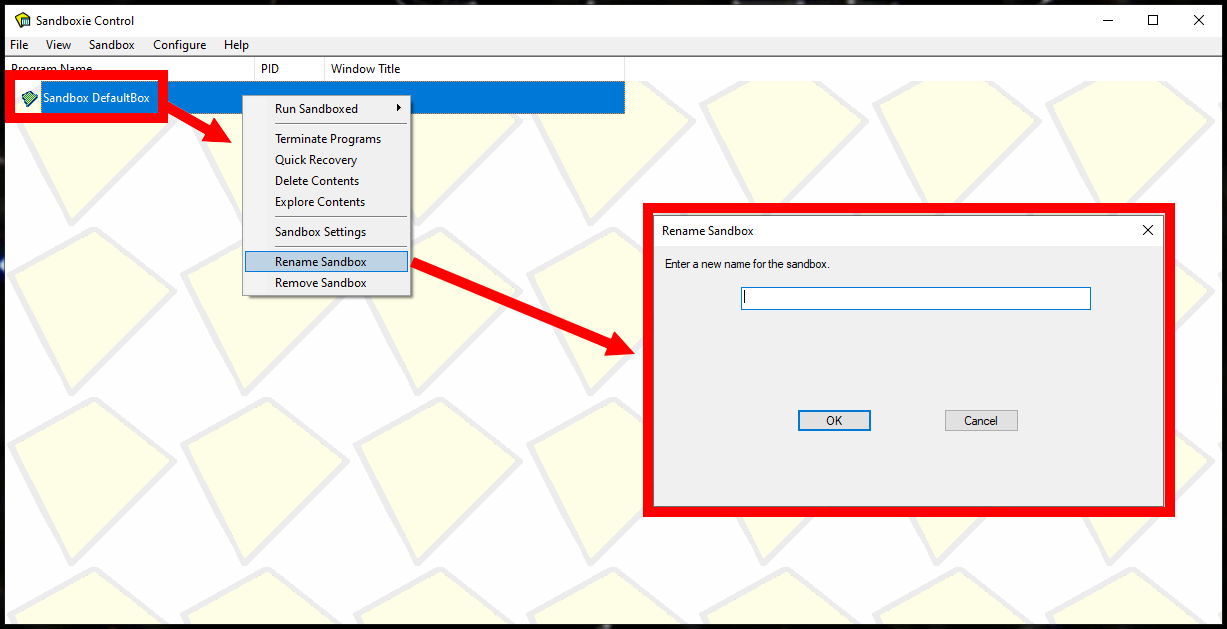 Sandboxie Control
File View Sandbox Configure Help
Program Name PID Window Title
Sandbox DefaultBox
Run Sandboxed
Terminate Programs
Quick Recovery
Delete Contents
Explore Contents
Sandbox Settings
Rename Sandbox
Remove Sandbox
Rename Sandbox
Enter a new name for the sandbox.
OK Cancel